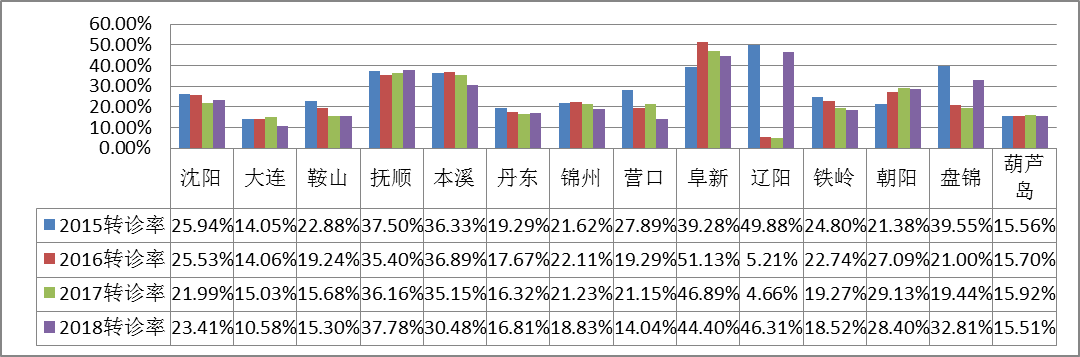 60.00%
50.00%
40.00%
30.00%
20.00%
10.00%
0.00%
沈阳 大连 鞍山 抚顺 本溪 丹东 锦州 营口 阜新 辽阳 铁岭 朝阳 盘锦 葫芦
岛
2015转诊率 25.94% 14.05% 22.88% 37.50% 36.33% 19.29% 21.62% 27.89% 39.28% 49.88% 24.80% 21.38% 39.55% 15.56%
2016转诊率 25.53% 14.06% 19.24% 35.40% 36.89% 17.67% 22.11% 19.29% 51.13% 5.21% 22.74% 27.09% 21.00% 15.70%
2017转诊率 21.99% 15.03% 15.68% 36.16% 35.15% 16.32% 21.23% 21.15% 46.89% 4.66% 19.27% 29.13% 19.44% 15.92%
2018转诊率 23.41% 10.58% 15.30% 37.78% 30.48% 16.81% 18.83% 14.04% 44.40% 46.31% 18.52% 28.40% 32.81% 15.51%